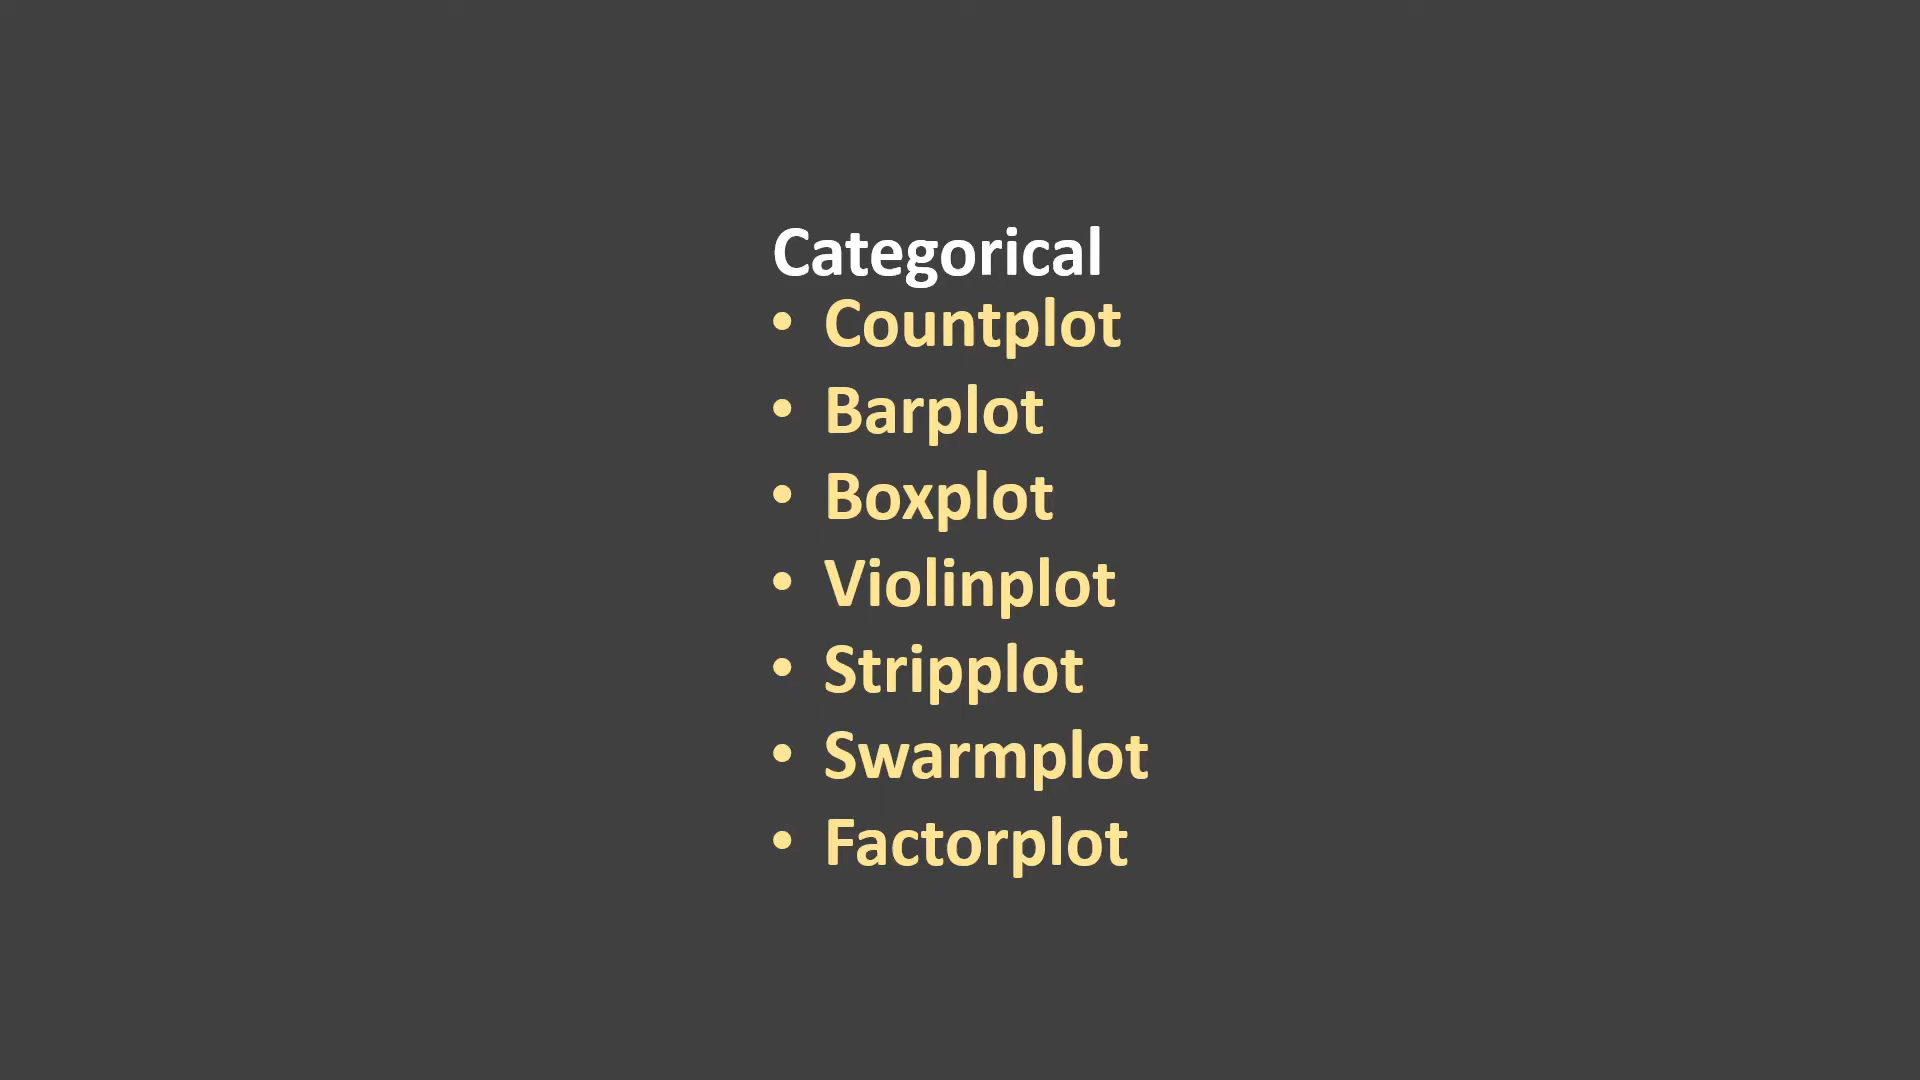 Categorical
• Countplot
• Barplot
• Boxplot
• Violinplot
• Stripplot
• Swarmplot
• Factorplot